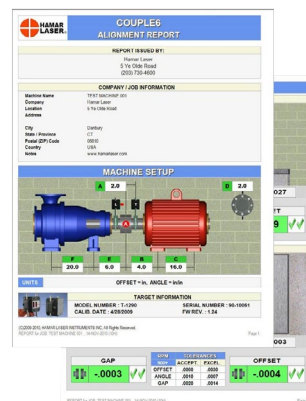 HAMAR
LASER
COUPLE6
ALIGNMENT REPORT
REPORT ISSUED BY:
Hamar Laser
5 Ye Olde Road
(203) 730-4600
COMPANY / JOB INFORMATION
Machine Name TEST MACHINE 001
Company Hamar Laser
Location 5 Ye Olde Road
Address
City Danbury
State / Province CT
Postal (ZIP) Code 06810
Country USA
Notes www.hamarlaser.com
MACHINE SETUP
A 2.0
D 2.0
A
F E B C
20.0 6.0 4.0 16.0
UNITS OFFSET = in. ANGLE = in/in
TARGET INFORMATION
MODEL NUMBER : T-1290 SERIAL NUMBER : 90-10061
CALIB. DATE : 4/28/2009 FW REV. : 1.24
Page 1
027
T
9
003
GAP
-.0003
RPM TOLERANCES
ACCEPT. EXCEL.
OFFSET
ANGLE .0010 .0007
GAP .0020 .0014
OFFSET
-.0004